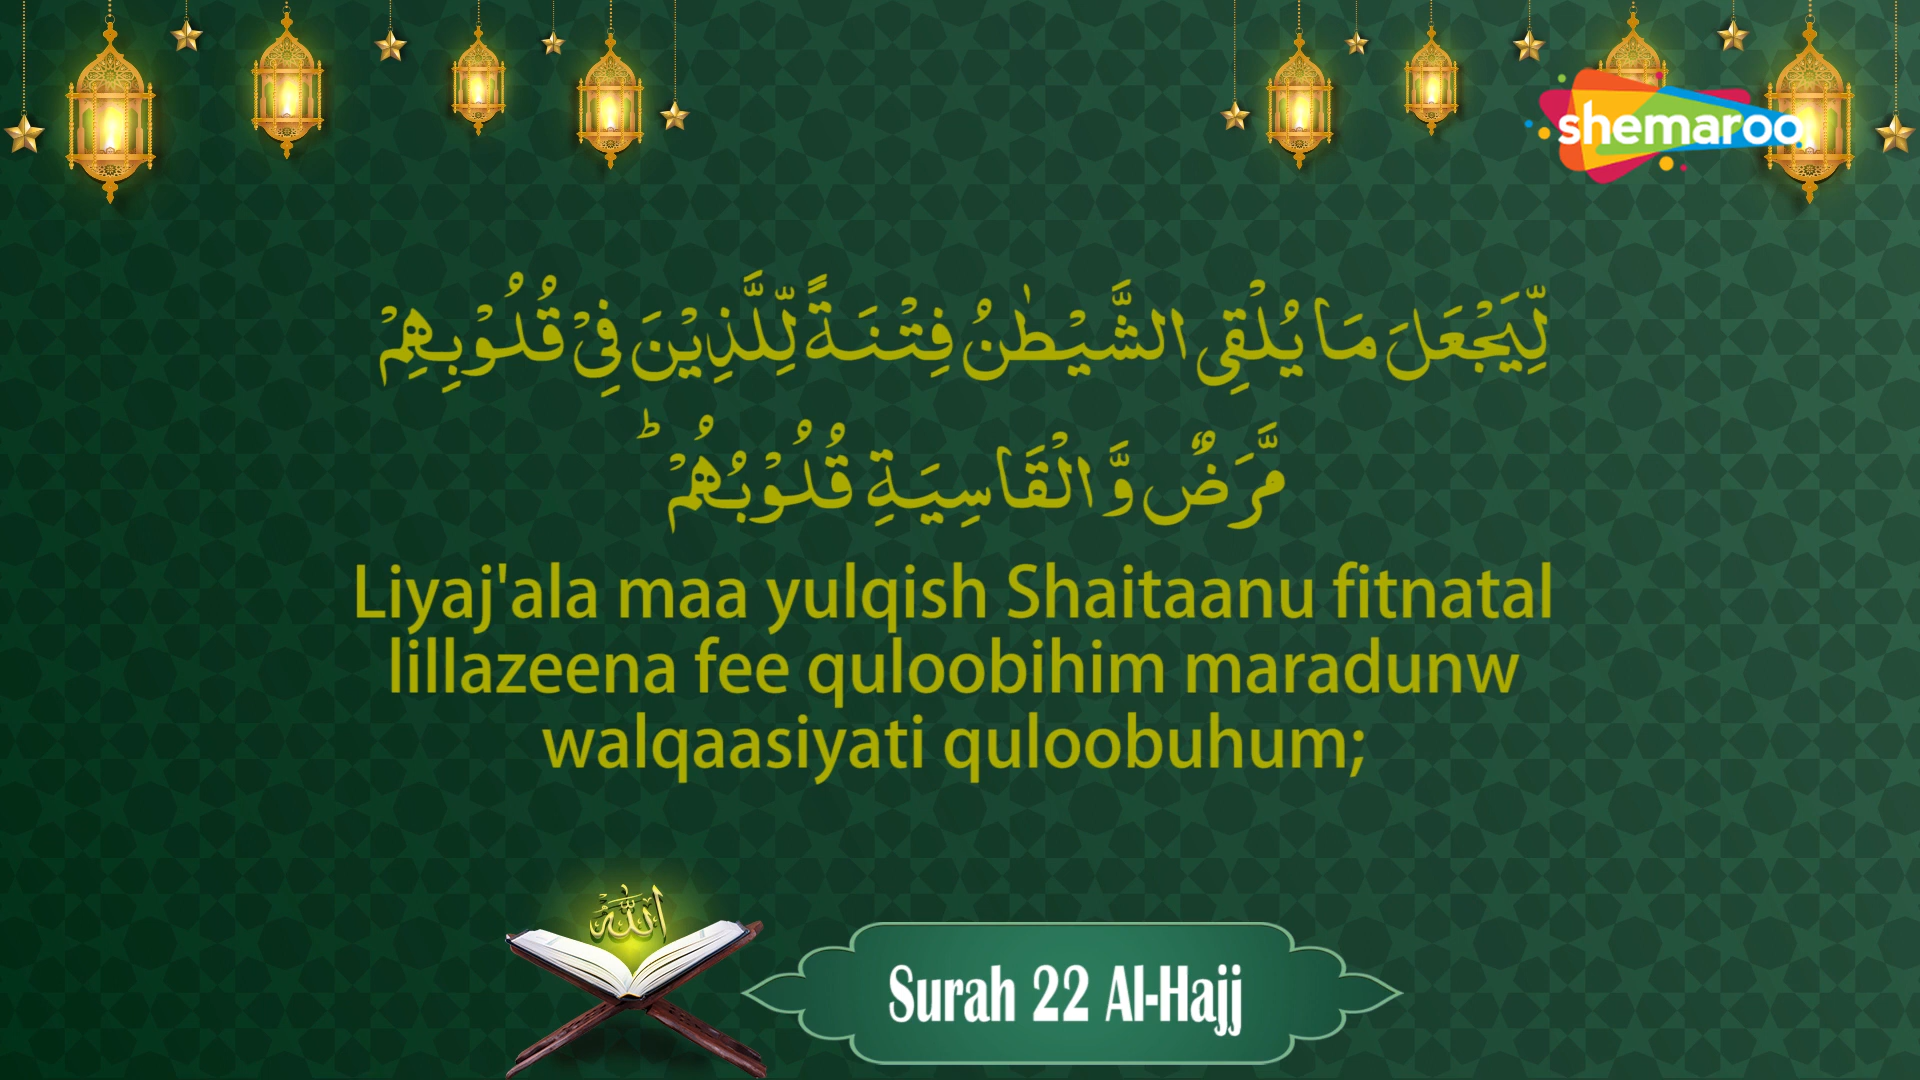 shemaroo
لِّيَجْعَلَ مَا يُلْقِى الشَّيْطٰنُ فِتْنَةً لِّلَّذِيْنَ فِىْ قُلُوْبِهِمْ
مَّرَضٌ وَّالْقَاسِيَةِ قُلُوْبُهُمْ ؕ
Liyaj'ala maa yulqish Shaitaanu fitnatal
lillazeena fee quloobihim maradunw
walqaasiyati quloobuhum;
الله
Surah 22 Al-Hajj